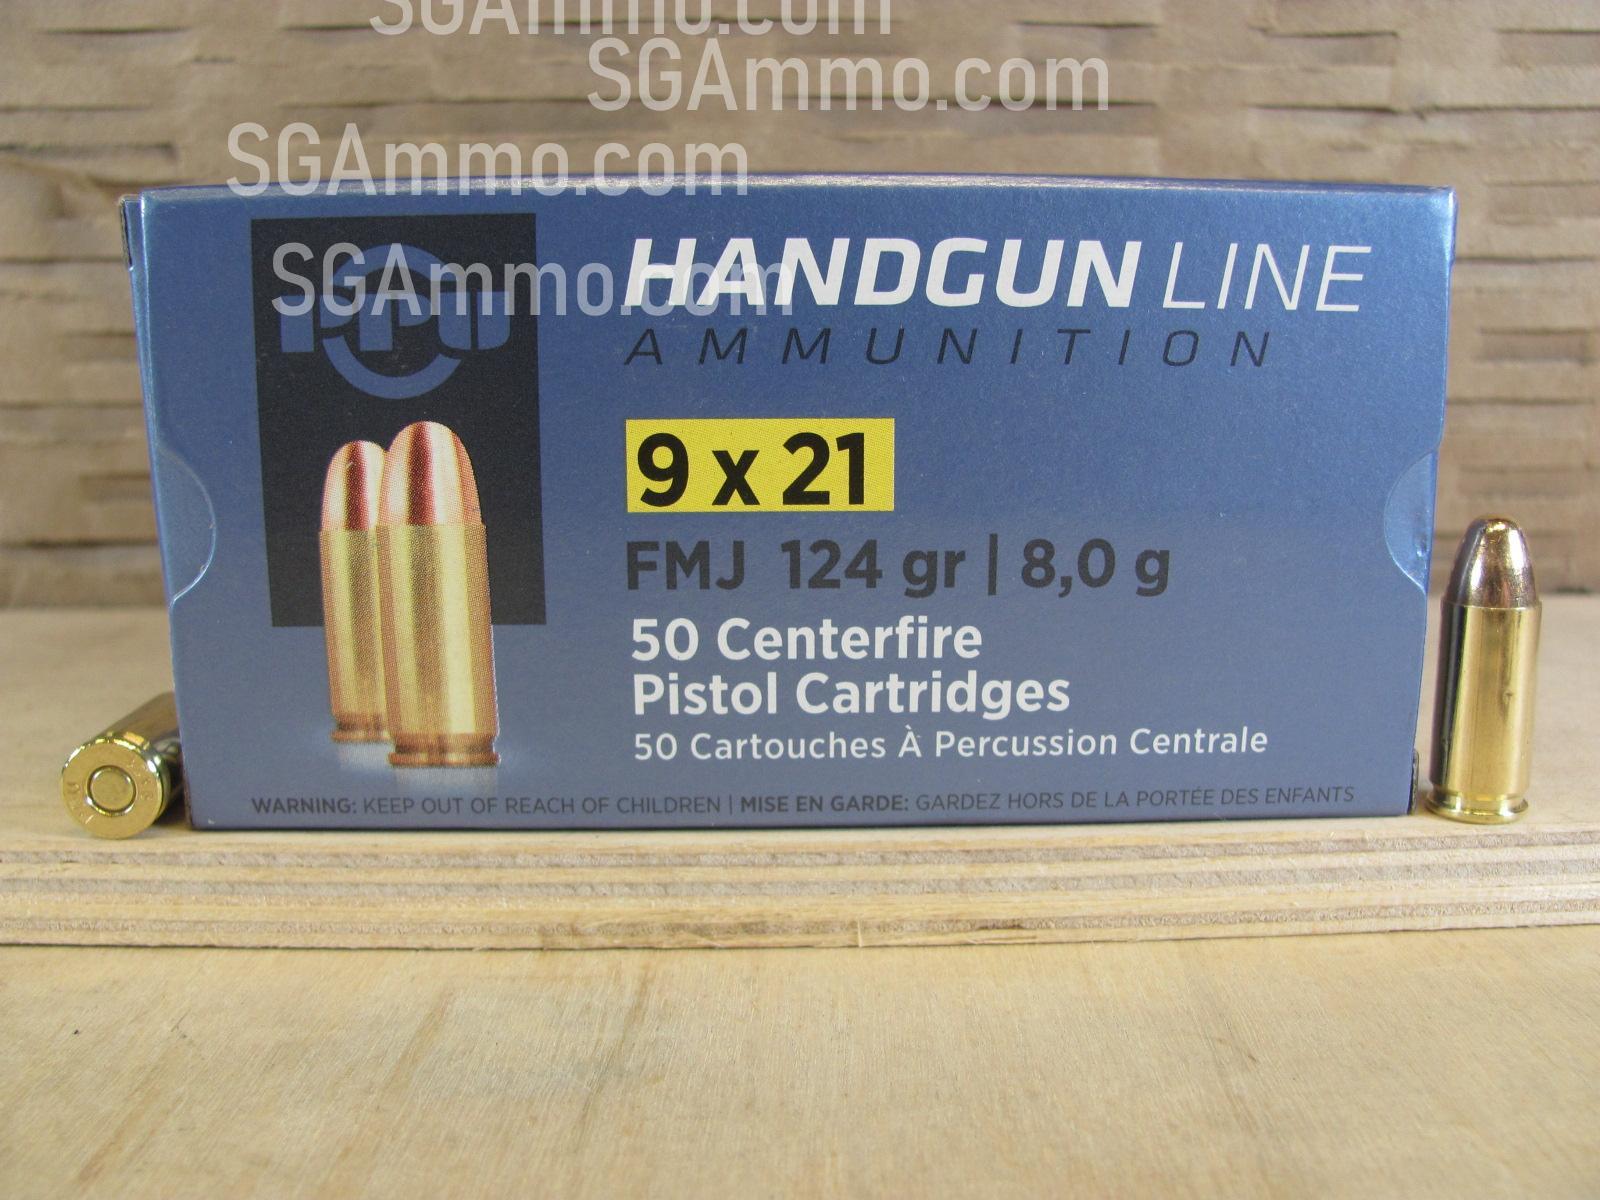 SGAmmo.com
SGAmmo.com
SGAmmo.com
SGAmmo.com
PPU
HANDGUN LINE
AMMUNITION
9 x 21
FMJ 124 gr | 8,0 g
50 Centerfire
Pistol Cartridges
50 Cartouches À Percussion Centrale
WARNING: KEEP OUT OF REACH OF CHILDREN | MISE EN GARDE: GARDEZ HORS DE LA PORTÉE DES ENFANTS